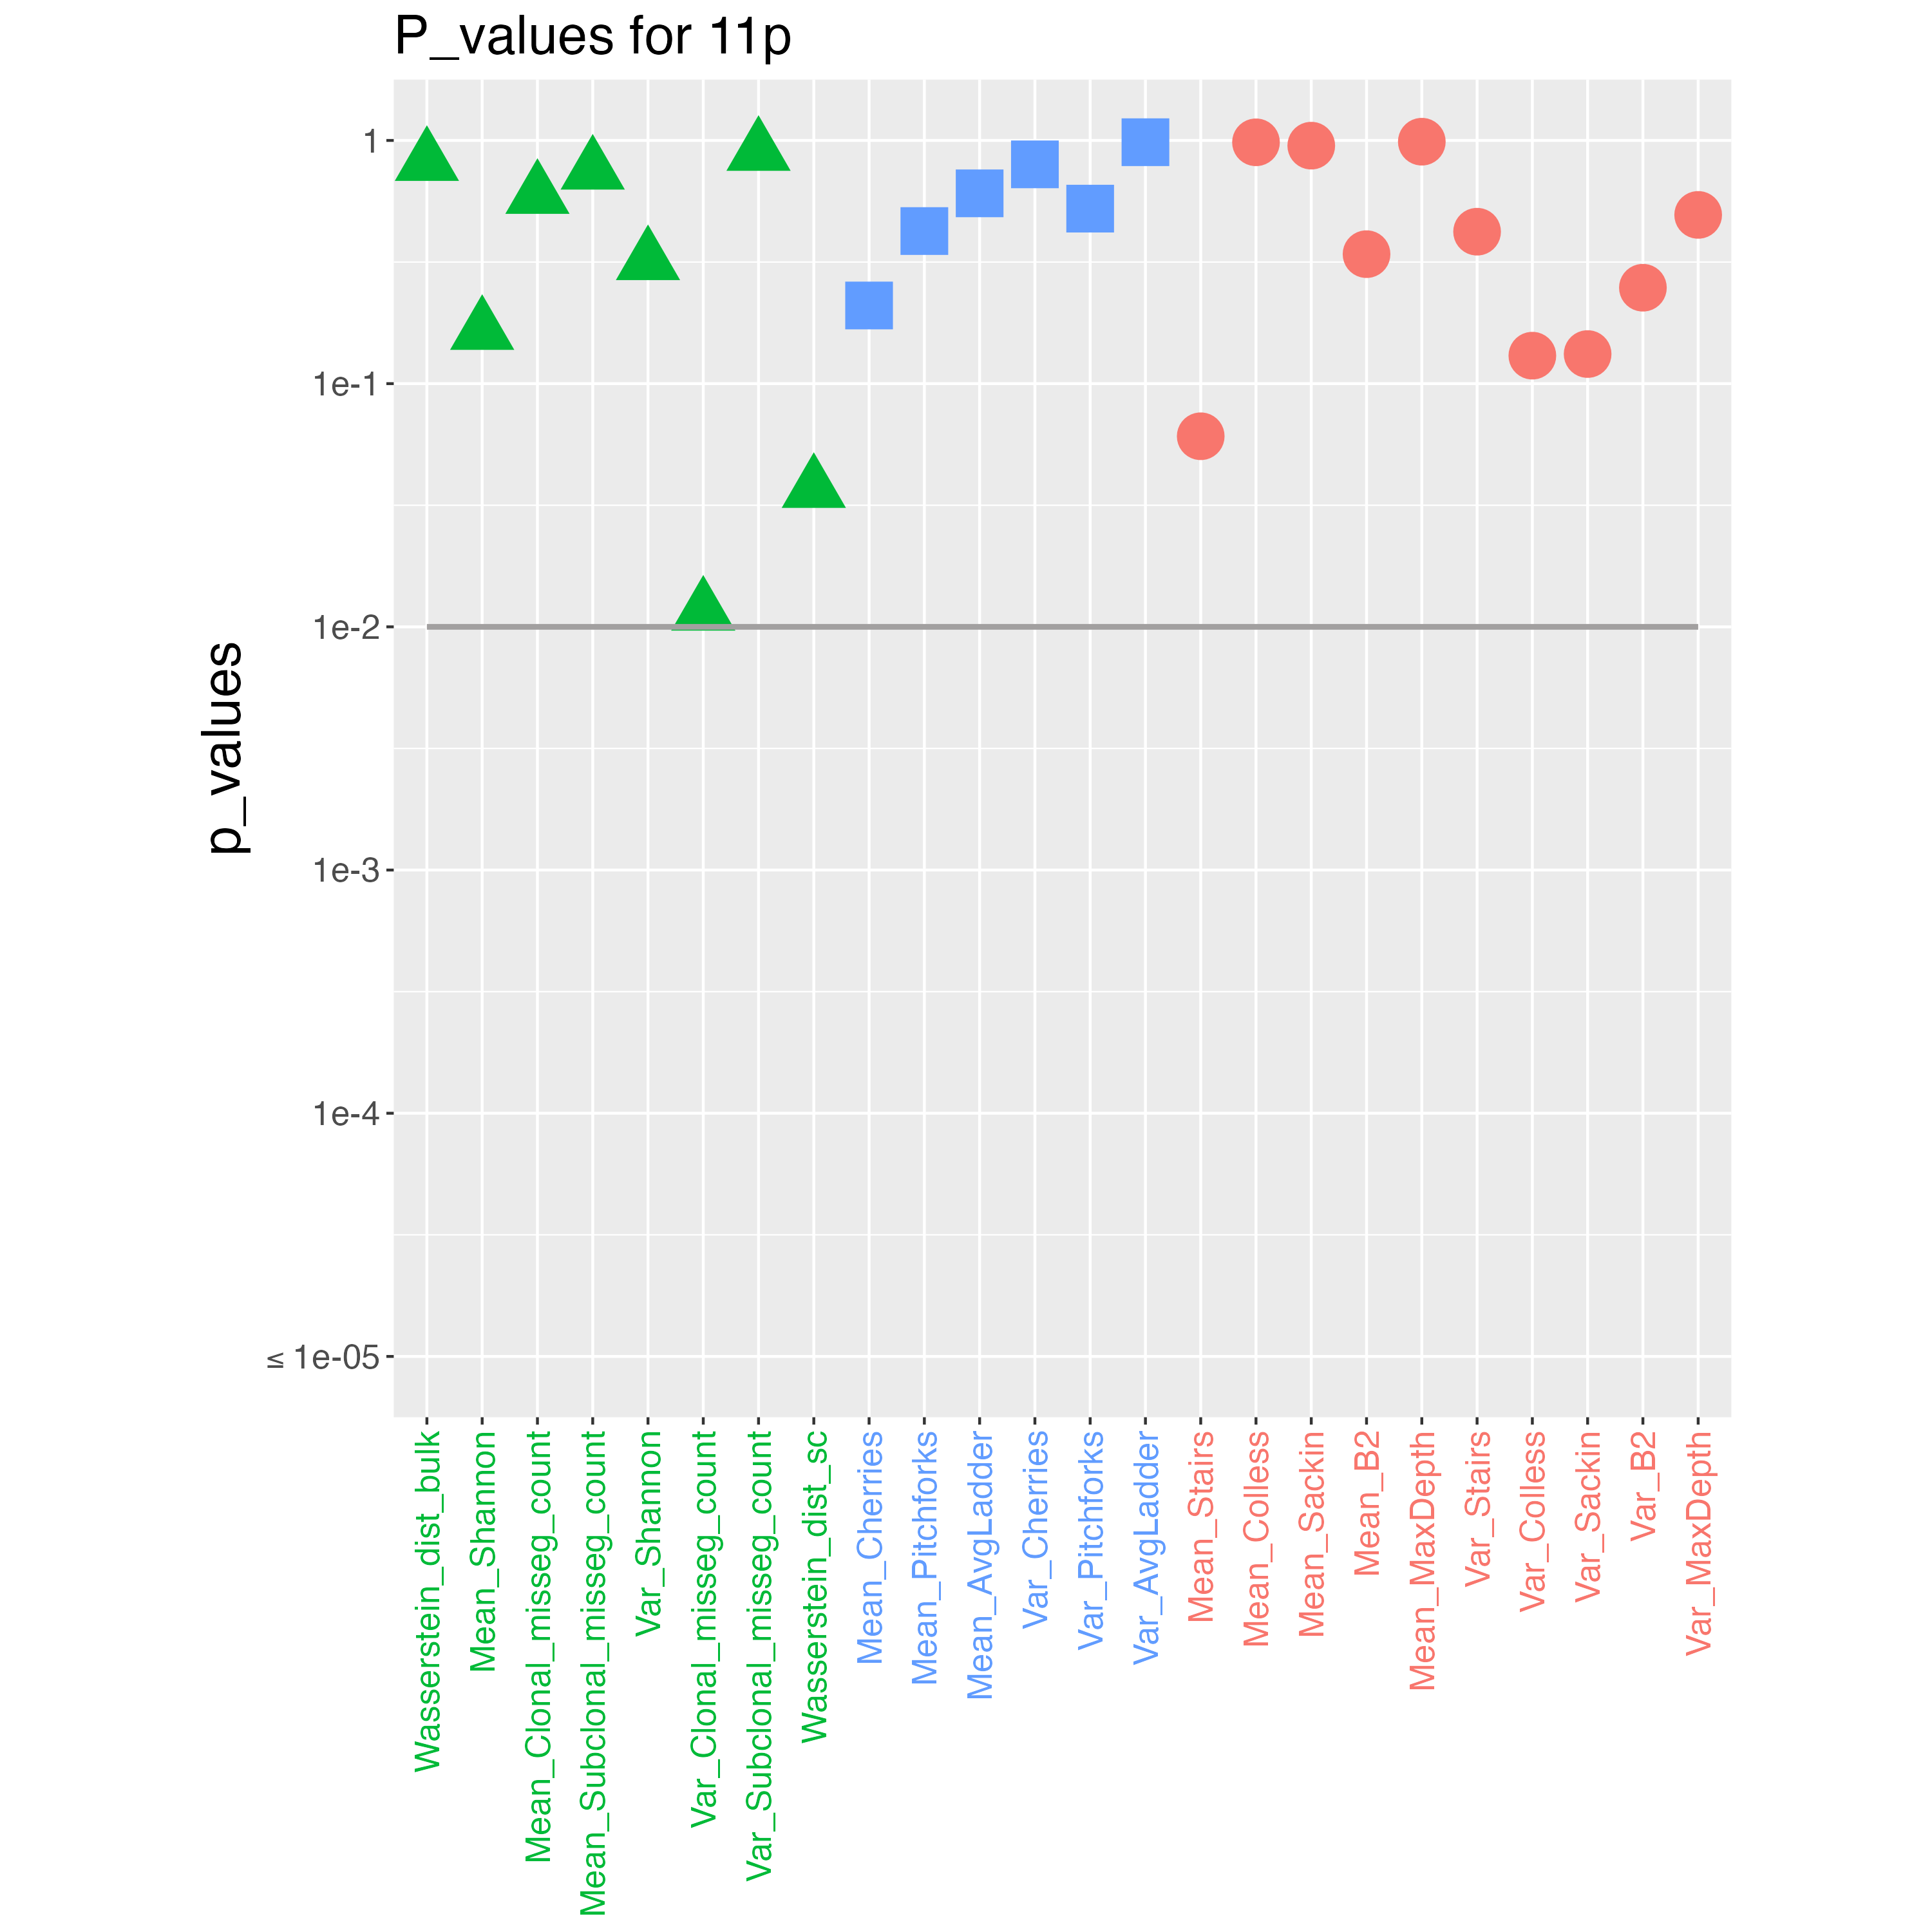 P_values for 11p
p_values
1
1e-1
1e-2
1e-3
1e-4
≤ 1e-05
Wasserstein_dist_bulk
Mean_Shannon
Mean_Clonal_misseg_count
Mean_Subclonal_misseg_count
Var_Shannon
Var_Clonal_misseg_count
Var_Subclonal_misseg_count
Wasserstein_dist_sc
Mean_Cherries
Mean_Pitchforks
Mean_AvgLadder
Var_Cherries
Var_Pitchforks
Var_AvgLadder
Mean_Stairs
Mean_Colless
Mean_Sackin
Mean_B2
Mean_MaxDepth
Var_Stairs
Var_Colless
Var_Sackin
Var_B2
Var_MaxDepth